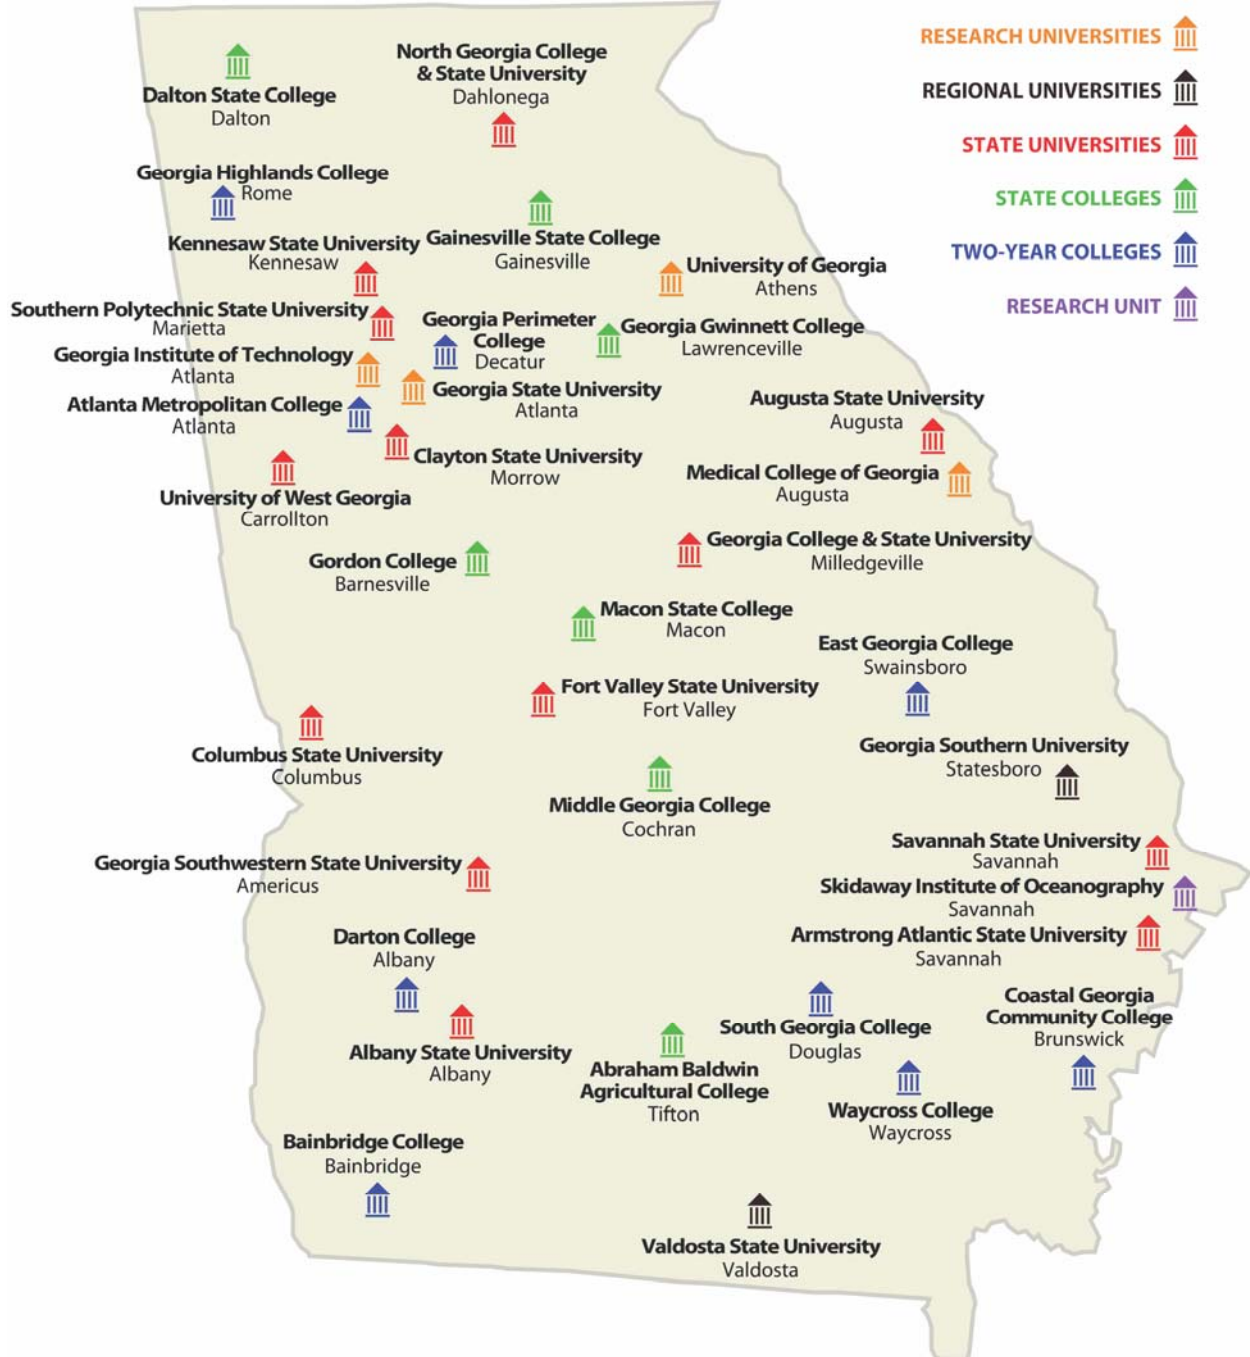 RESEARCH UNIVERSITIES
REGIONAL UNIVERSITIES
STATE UNIVERSITIES
STATE COLLEGES
TWO-YEAR COLLEGES
RESEARCH UNIT
North Georgia College
& State University
Dahlonega
Dalton State College
Dalton
Georgia Highlands College
Rome
Kennesaw State University
Kennesaw
Gainesville State College
Gainesville
University of Georgia
Athens
Southern Polytechnic State University
Marietta
Georgia Perimeter
College
Decatur
Georgia Gwinnett College
Lawrenceville
Georgia Institute of Technology
Atlanta
Georgia State University
Atlanta
Atlanta Metropolitan College
Atlanta
Augusta State University
Augusta
Clayton State University
Morrow
Medical College of Georgia
Augusta
University of West Georgia
Carrollton
Georgia College & State University
Milledgeville
Gordon College
Barnesville
Macon State College
Macon
East Georgia College
Swainsboro
Fort Valley State University
Fort Valley
Columbus State University
Columbus
Georgia Southern University
Statesboro
Middle Georgia College
Cochran
Savannah State University
Savannah
Georgia Southwestern State University
Americus
Skidaway Institute of Oceanography
Savannah
Darton College
Albany
Armstrong Atlantic State University
Savannah
Coastal Georgia
Community College
Brunswick
South Georgia College
Douglas
Albany State University
Albany
Abraham Baldwin
Agricultural College
Tifton
Waycross College
Waycross
Bainbridge College
Bainbridge
Valdosta State University
Valdosta